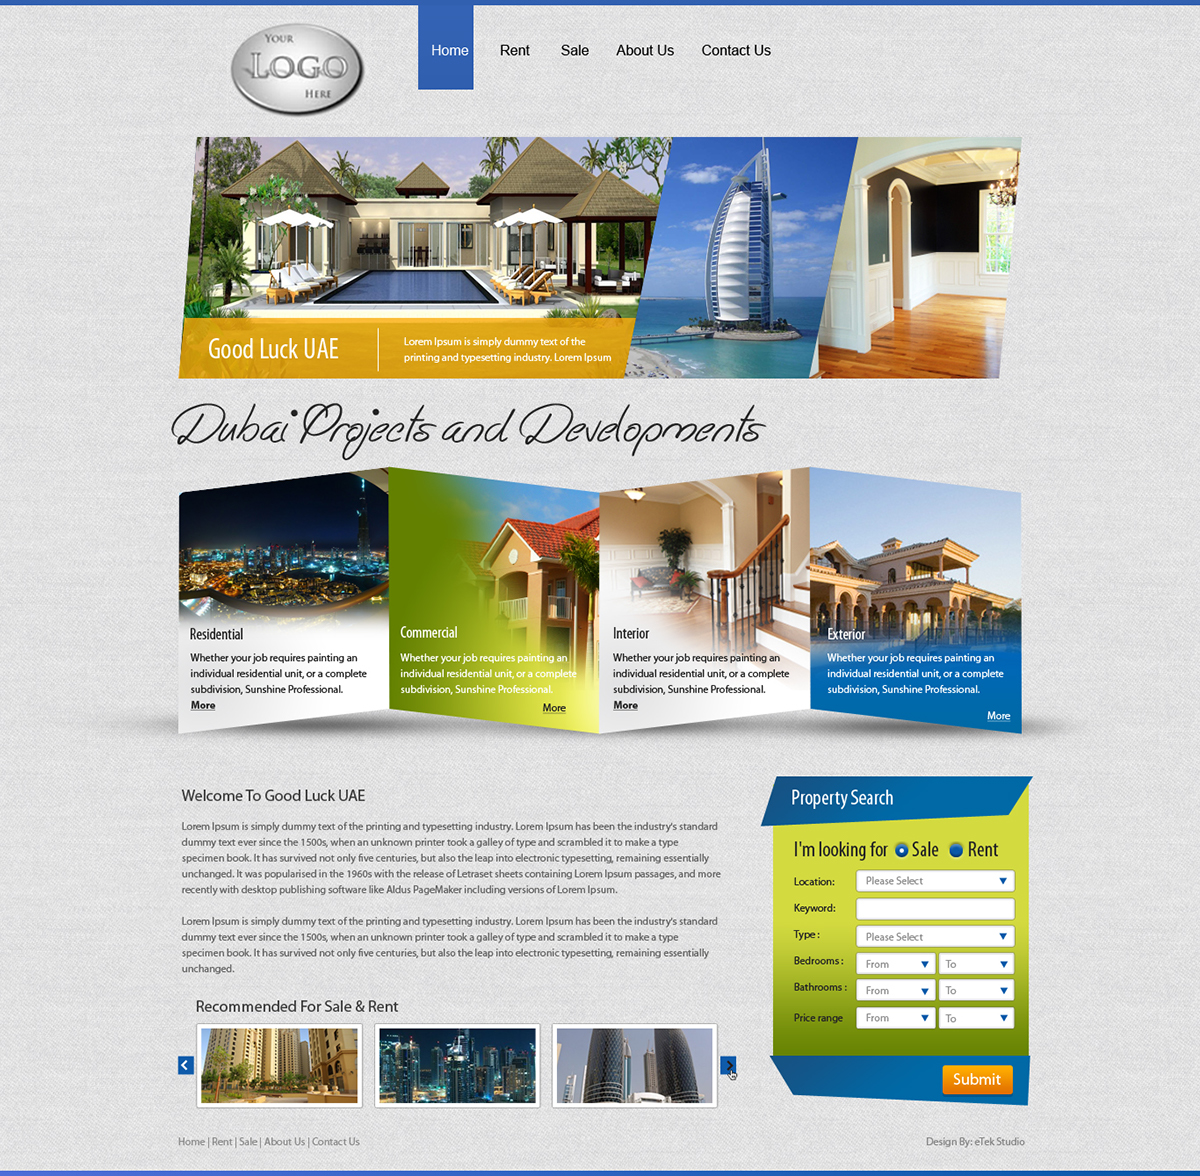 YOUR
LOGO
HERE
Home Rent Sale About Us Contact Us
Good Luck UAE
Lorem Ipsum is simply dummy text of the
printing and typesetting industry. Lorem Ipsum
Dubai Projects and Developments
Residential
Whether your job requires painting an
individual residential unit, or a complete
subdivision, Sunshine Professional.
More
Commercial
Whether your job requires painting an
individual residential unit, or a complete
subdivision, Sunshine Professional.
More
Interior
Whether your job requires painting an
individual residential unit, or a complete
subdivision, Sunshine Professional.
More
Exterior
Whether your job requires painting an
individual residential unit, or a complete
subdivision, Sunshine Professional.
More
Welcome To Good Luck UAE
Lorem Ipsum is simply dummy text of the printing and typesetting industry. Lorem Ipsum has been the industry's standard
dummy text ever since the 1500s, when an unknown printer took a galley of type and scrambled it to make a type
specimen book. It has survived not only five centuries, but also the leap into electronic typesetting, remaining essentially
unchanged. It was popularised in the 1960s with the release of Letraset sheets containing Lorem Ipsum passages, and more
recently with desktop publishing software like Aldus PageMaker including versions of Lorem Ipsum.
Lorem Ipsum is simply dummy text of the printing and typesetting industry. Lorem Ipsum has been the industry's standard
dummy text ever since the 1500s, when an unknown printer took a galley of type and scrambled it to make a type
specimen book. It has survived not only five centuries, but also the leap into electronic typesetting, remaining essentially
unchanged.
Recommended For Sale & Rent
Property Search
I'm looking for Sale Rent
Location: Please Select
Keyword:
Type : Please Select
Bedrooms : From To
Bathrooms : From To
Price range From To
Submit
Home | Rent | Sale | About Us | Contact Us
Design By: eTek Studio